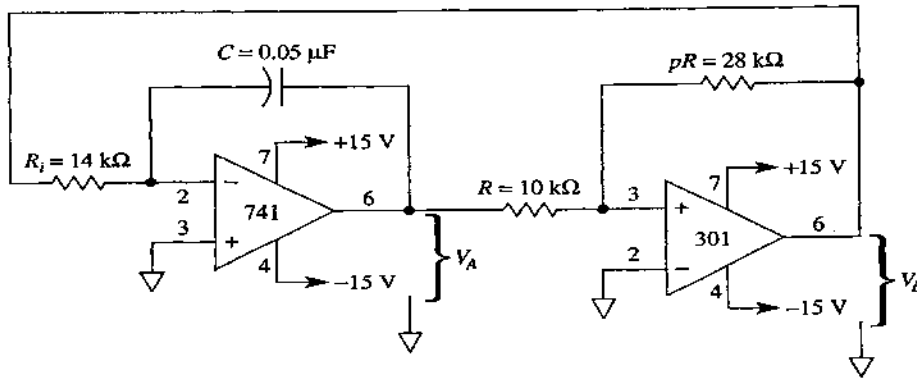 C = 0.05 µF
pR = 28 kΩ
+15 V
7
R_i = 14 kΩ
2
−
741
6
3
+
4
−15 V
V_A
R = 10 kΩ
+15 V
7
3
+
301
6
2
−
4
−15 V